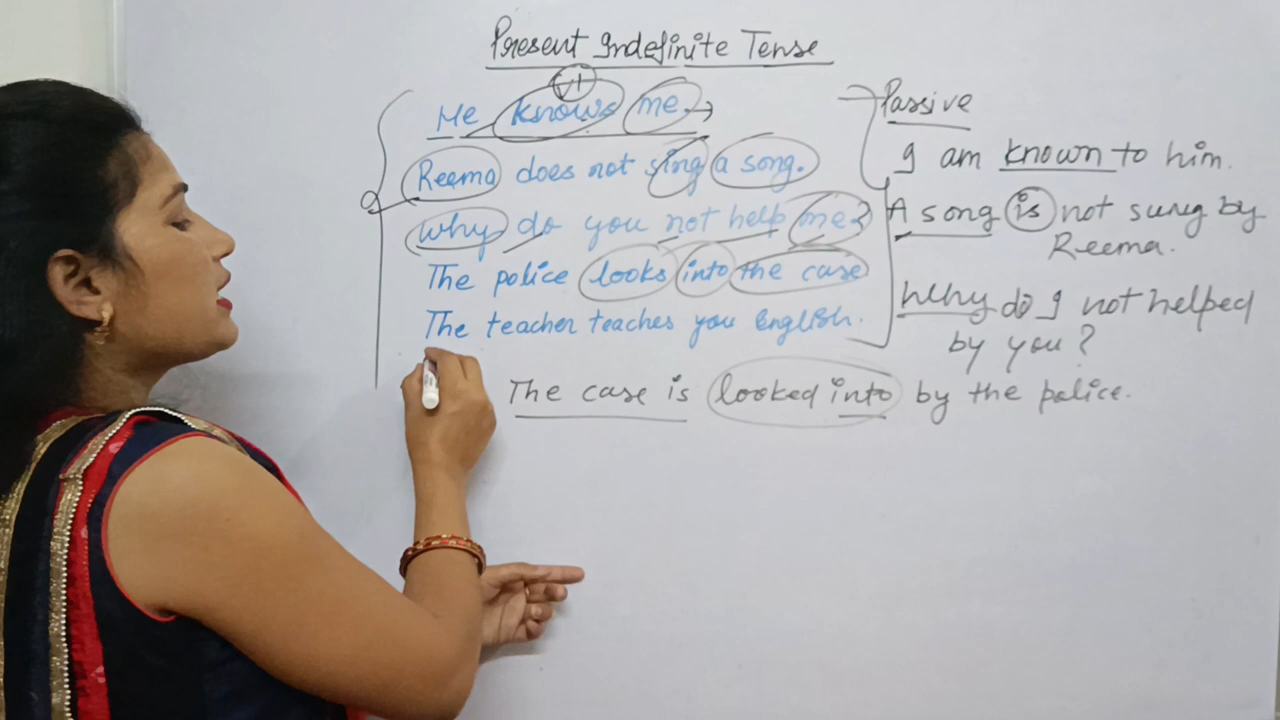 Present Indefinite Tense
V1
He knows me.
Reema does not sing a song.
Why do you not help me?
The police looks into the case
The teacher teaches you English.
Passive
I am known to him.
A song is not sung by
Reema.
Why do I not helped
by you?
The case is looked into by the police.